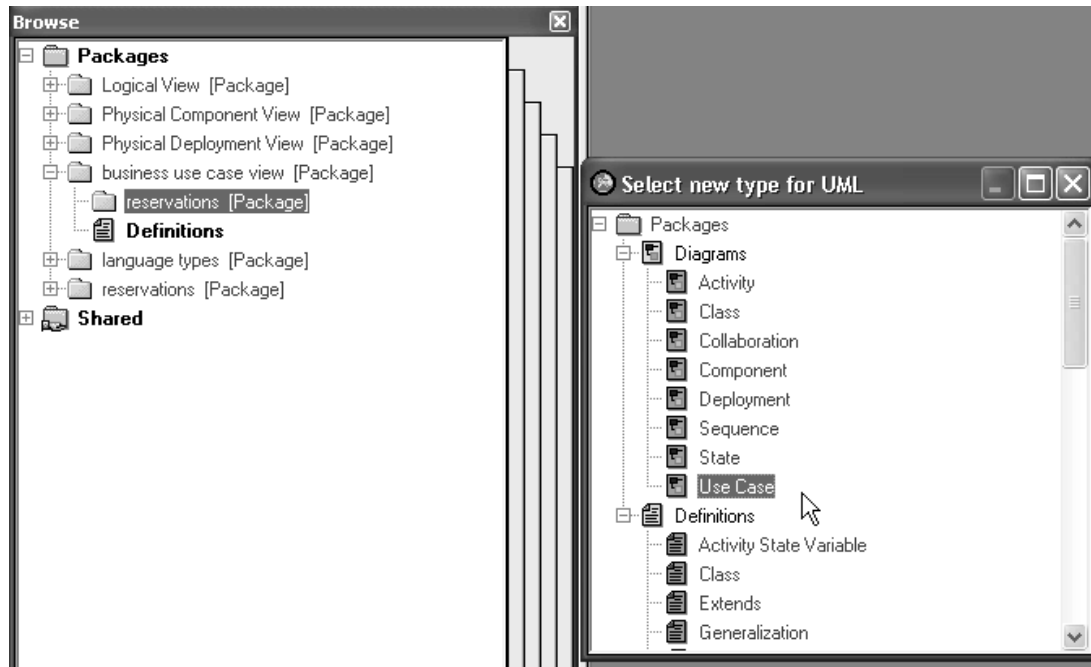 Browse
Packages
Logical View [Package]
Physical Component View [Package]
Physical Deployment View [Package]
business use case view [Package]
reservations [Package]
Definitions
language types [Package]
reservations [Package]
Shared
Select new type for UML
Packages
Diagrams
Activity
Class
Collaboration
Component
Deployment
Sequence
State
Use Case
Definitions
Activity State Variable
Class
Extends
Generalization